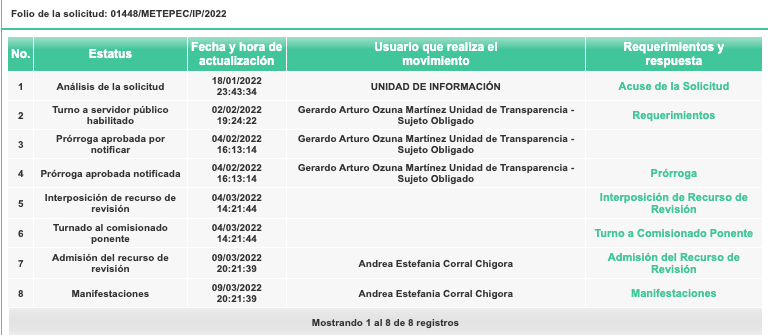 Folio de la solicitud: 01448/METEPEC/IP/2022
No. Estatus Fecha y hora de actualización Usuario que realiza el movimiento Requerimientos y respuesta
1 Análisis de la solicitud 18/01/2022 23:43:34 UNIDAD DE INFORMACIÓN Acuse de la Solicitud
2 Turno a servidor público habilitado 02/02/2022 19:24:22 Gerardo Arturo Ozuna Martínez Unidad de Transparencia - Sujeto Obligado Requerimientos
3 Prórroga aprobada por notificar 04/02/2022 16:13:14 Gerardo Arturo Ozuna Martínez Unidad de Transparencia - Sujeto Obligado
4 Prórroga aprobada notificada 04/02/2022 16:13:14 Gerardo Arturo Ozuna Martínez Unidad de Transparencia - Sujeto Obligado Prórroga
5 Interposición de recurso de revisión 04/03/2022 14:21:44 Interposición de Recurso de Revisión
6 Turnado al comisionado ponente 04/03/2022 14:21:44 Turno a Comisionado Ponente
7 Admisión del recurso de revisión 09/03/2022 20:21:39 Andrea Estefania Corral Chigora Admisión del Recurso de Revisión
8 Manifestaciones 09/03/2022 20:21:39 Andrea Estefania Corral Chigora Manifestaciones
Mostrando 1 al 8 de 8 registros